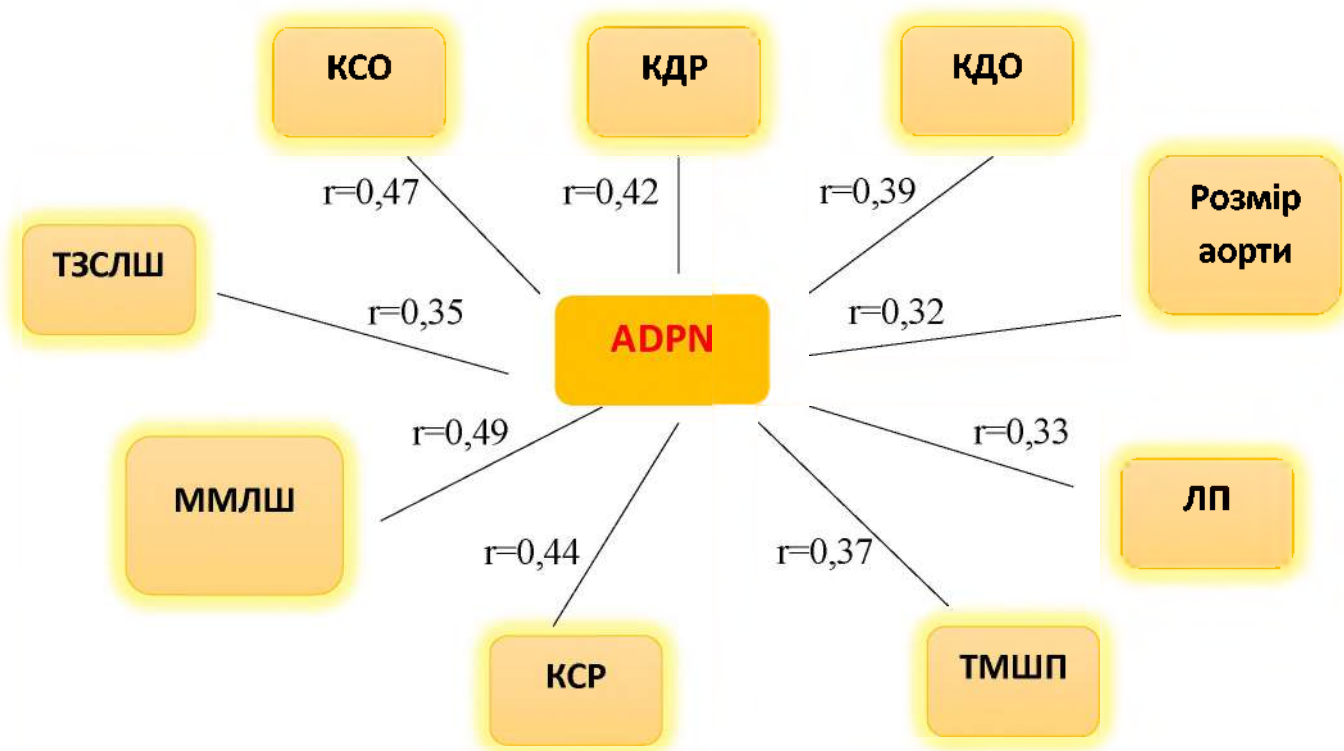 КСО
КДР
КДО
r=0,47
r=0,42
r=0,39
Розмір
аорти
ТЗСЛШ
r=0,35
ADPN
r=0,32
r=0,49
r=0,33
ММЛШ
ЛП
r=0,44
r=0,37
КСР
ТМШП